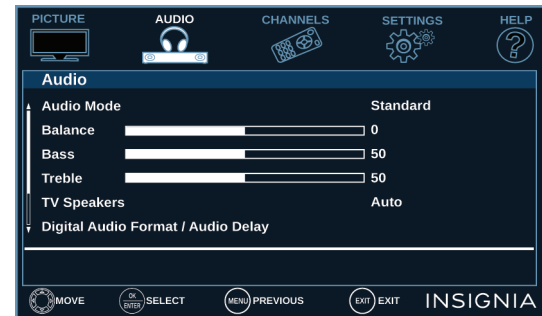 PICTURE AUDIO CHANNELS SETTINGS HELP
Audio
Audio Mode Standard
Balance 0
Bass 50
Treble 50
TV Speakers Auto
Digital Audio Format / Audio Delay
MOVE OK ENTER SELECT MENU PREVIOUS EXIT EXIT INSIGNIA